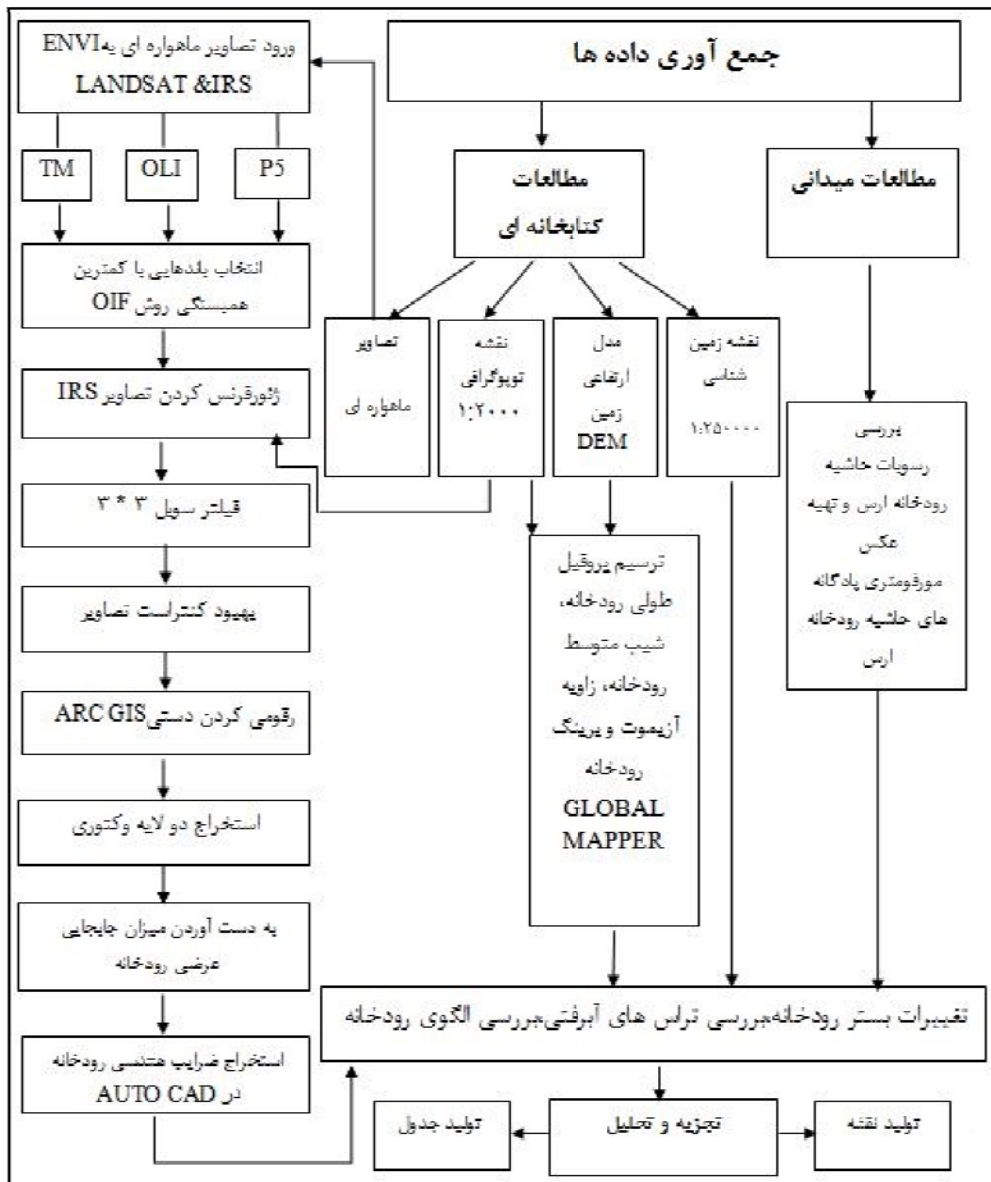 جمع آوری داده ها
مطالعات میدانی
مطالعات
کتابخانه ای
نقشه زمین
شناسی
۱:۲۵۰۰۰۰
مدل
ارتفاعی
زمین
DEM
نقشه
توپوگرافی
۱:۲۰۰۰
تصاویر
ماهواره ای
بررسی
رسوبات حاشیه
رودخانه ارس و تهیه
عکس
مورفومتری پادگانه
های حاشیه رودخانه
ارس
ترسیم پروفیل
طولی رودخانه،
شیب متوسط
رودخانه، زاویه
آزیموت و برینگ
رودخانه
GLOBAL
MAPPER
ورود تصاویر ماهواره ای به ENVI
LANDSAT &IRS
P5
OLI
TM
انتخاب باندهایی با کمترین
همبستگی روش OIF
ژئورفرنس کردن تصاویر IRS
فیلتر سوبل ۳ * ۳
بهبود کنتراست تصاویر
رقومی کردن دستی ARC GIS
استخراج دو لایه وکتوری
به دست آوردن میزان جابجایی
عرضی رودخانه
استخراج ضرایب هندسی رودخانه
در AUTO CAD
تغییرات بستر رودخانه،بررسی تراس های آبرفتی،بررسی الگوی رودخانه
تولید نقشه
تجزیه و تحلیل
تولید جدول